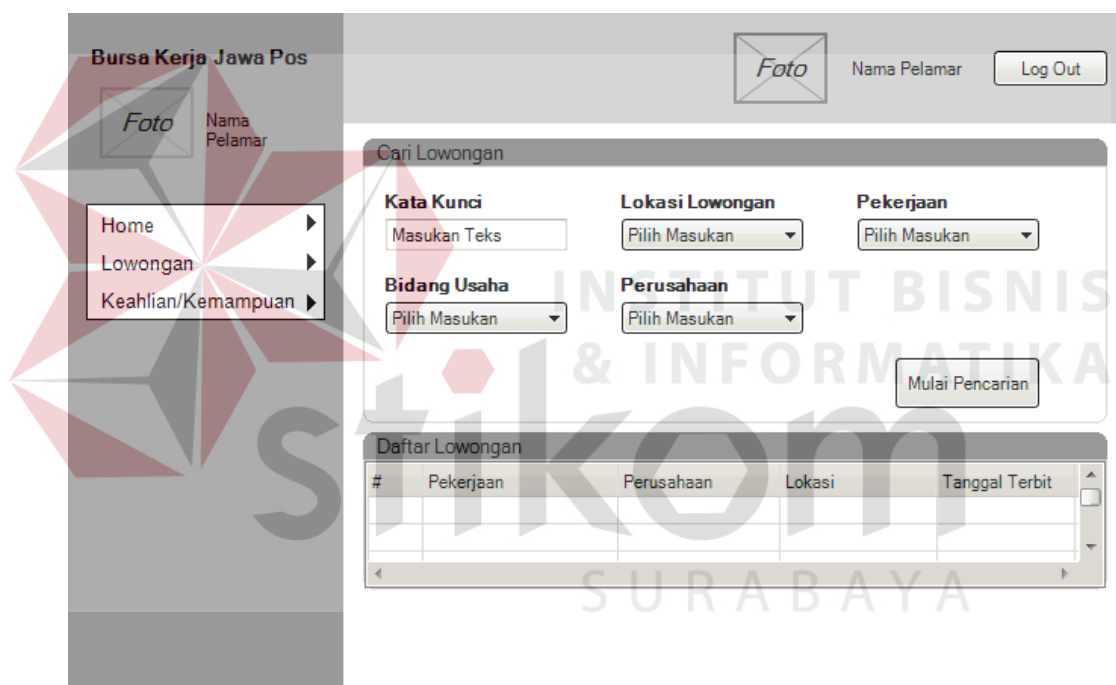 Bursa Kerja Jawa Pos
Foto
Nama
Pelamar
Home
Lowongan
Keahlian/Kemampuan
Foto
Nama Pelamar
Log Out
Cari Lowongan
Kata Kunci
Lokasi Lowongan
Pekerjaan
Masukan Teks
Pilih Masukan
Pilih Masukan
Bidang Usaha
Perusahaan
Pilih Masukan
Pilih Masukan
Mulai Pencarian
Daftar Lowongan
# Pekerjaan Perusahaan Lokasi Tanggal Terbit
INSTITUT BISNIS
& INFORMATIKA
stikom
SURABAYA